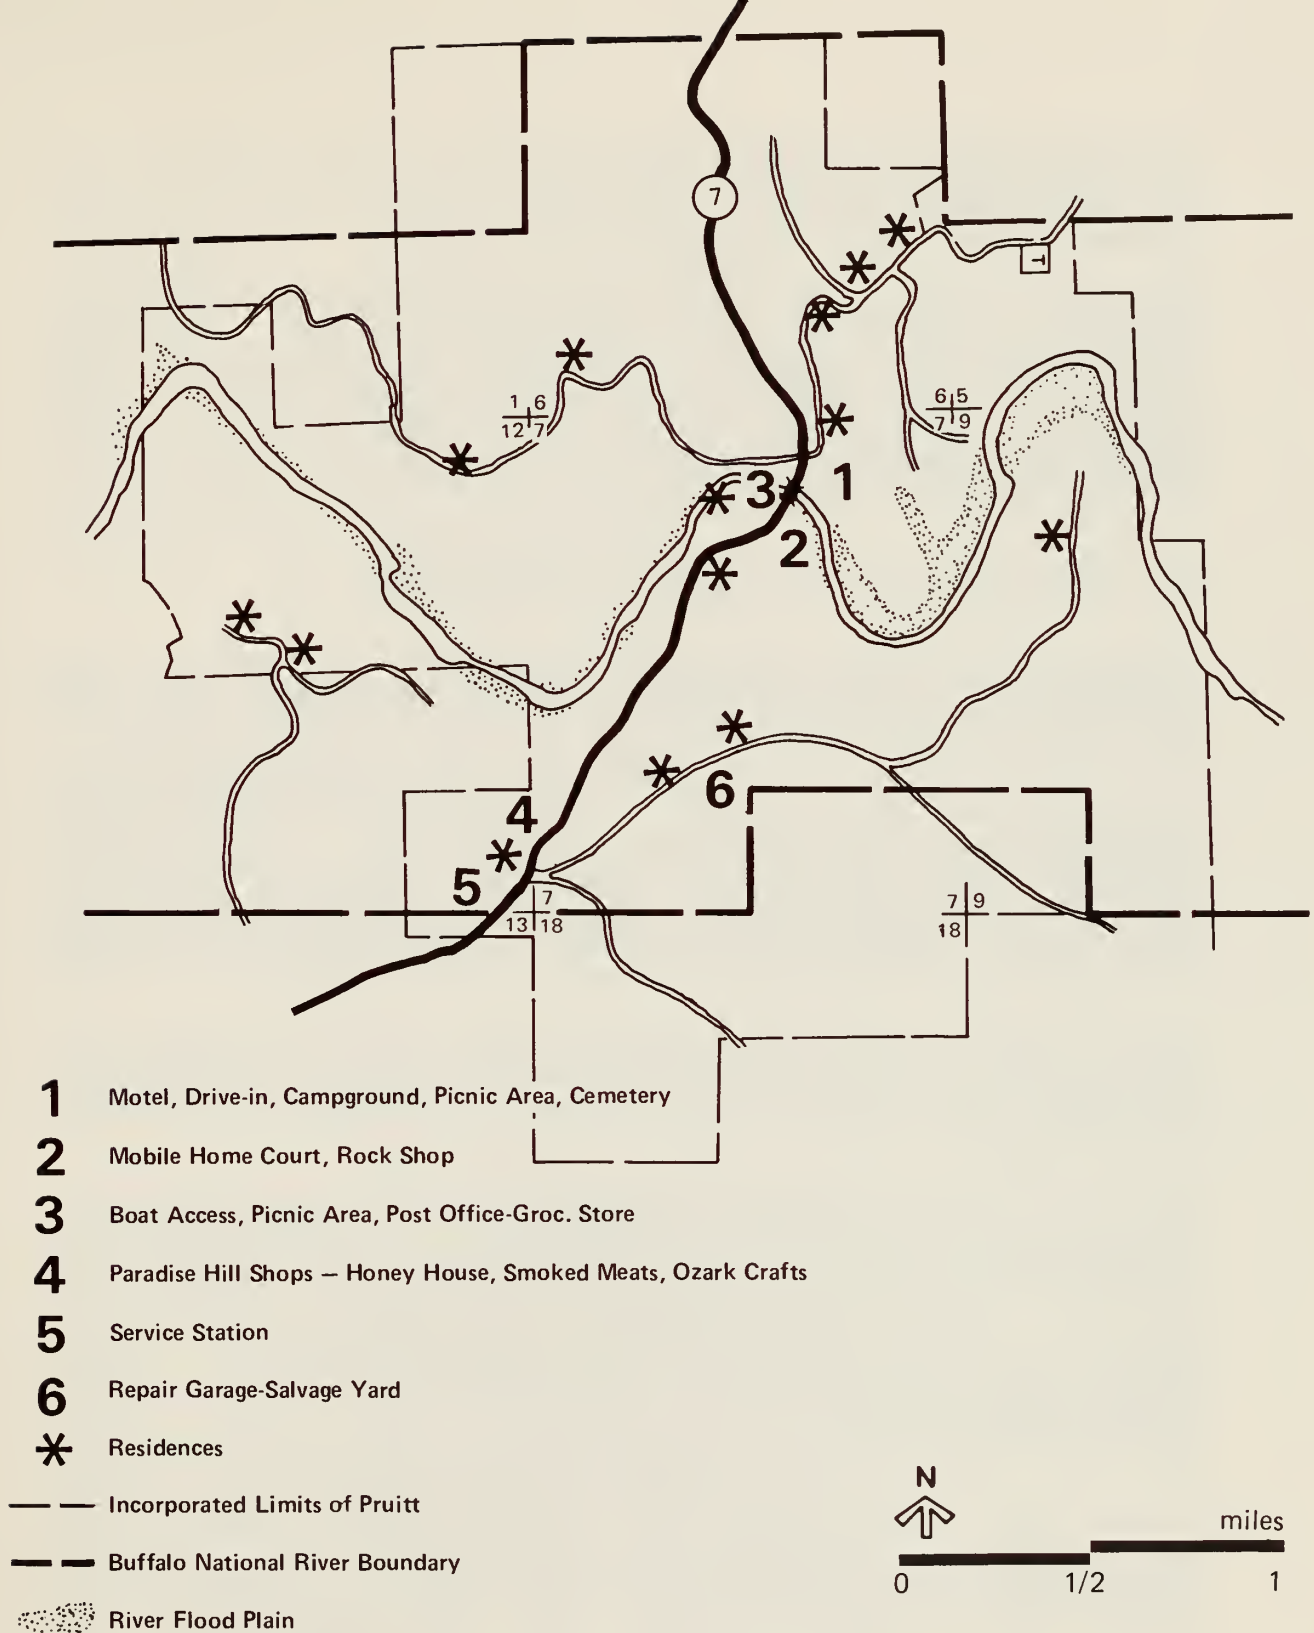 7
1 6
12 7
6 5
7 9
3
1
2
6
4
5
7
13 18
7 9
18
1 Motel, Drive-in, Campground, Picnic Area, Cemetery
2 Mobile Home Court, Rock Shop
3 Boat Access, Picnic Area, Post Office-Groc. Store
4 Paradise Hill Shops — Honey House, Smoked Meats, Ozark Crafts
5 Service Station
6 Repair Garage-Salvage Yard
Residences
Incorporated Limits of Pruitt
Buffalo National River Boundary
River Flood Plain
N
miles
0 1/2 1